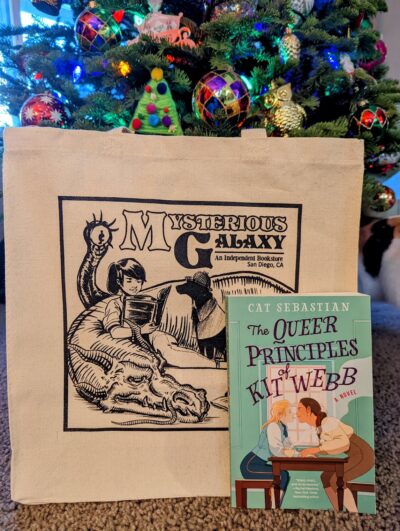 MYSTERIOUS
GALAXY
An Independent Bookstore
San Diego, CA
CAT SEBASTIAN
The QUEER
PRINCIPLES
of
KIT WEBB
A NOVEL